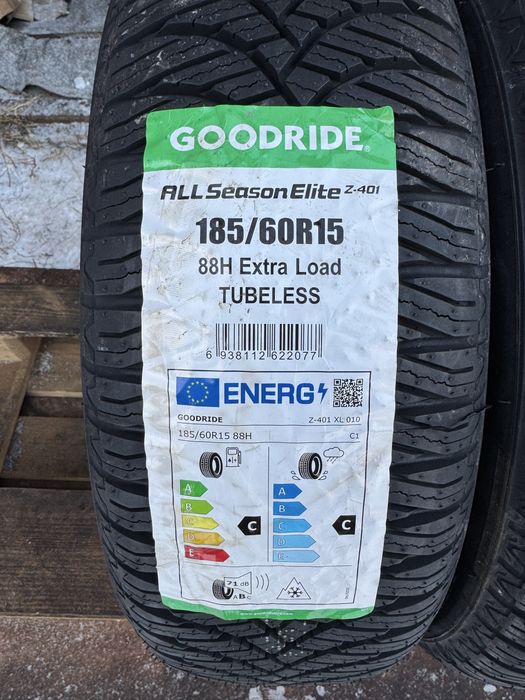 GOODRIDE®
ALL Season Elite Z-401
185/60R15
88H Extra Load
TUBELESS
6 938112 622077
ENERG
GOODRIDE Z-401 XL 010
185/60R15 88H C1
A A
B B
C C C C
D D
E E
71 dB
ABC